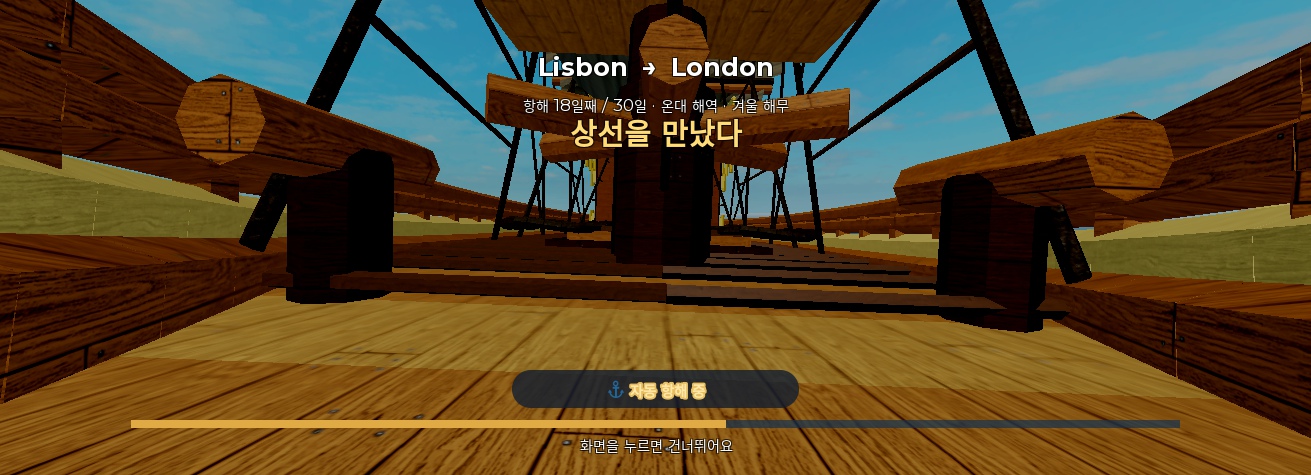 Lisbon → London
항해 18일째 / 30일 · 온대 해역 · 겨울 해무
상선을 만났다
⚓ 자동 항해 중
화면을 누르면 건너뛰어요